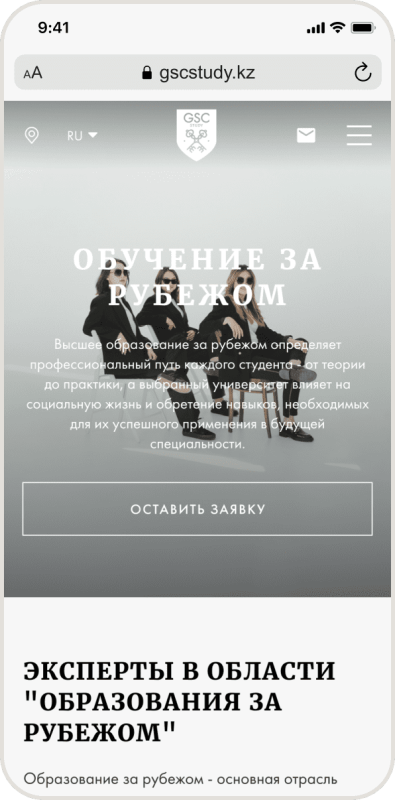 9:41
AA
gscstudy.kz
RU
GSC
STUDY
ОБУЧЕНИЕ ЗА
РУБЕЖОМ
Высшее образование за рубежом определяет
профессиональный путь каждого студента - от теории
до практики, а выбранный университет влияет на
социальную жизнь и обретение навыков, необходимых
для их успешного применения в будущей
специальности.
ОСТАВИТЬ ЗАЯВКУ
ЭКСПЕРТЫ В ОБЛАСТИ
"ОБРАЗОВАНИЯ ЗА
РУБЕЖОМ"
Образование за рубежом - основная отрасль